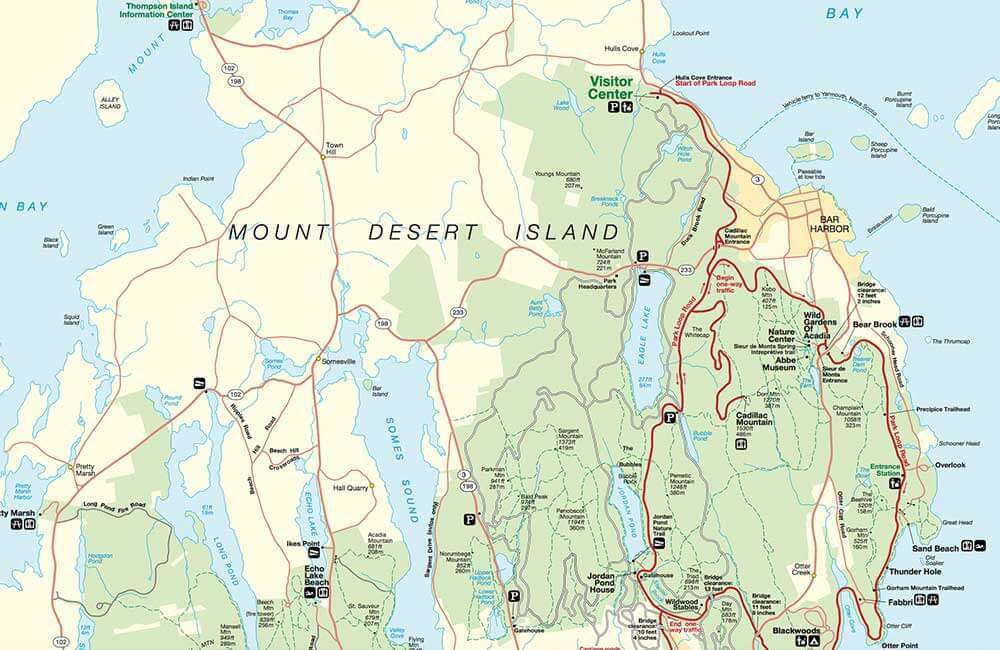 Thompson Island
Information Center
Thomas
Bay
BAY
MOUNT
Hulls Cove
Lookout Point
Hulls
Cove
102
198
ALLEY
ISLAND
Visitor
Center
Hulls Cove Entrance
Start of Park Loop Road
Lake
Wood
Vehicle ferry to Yarmouth, Nova Scotia
Burnt
Porcupine
Island
Long
Town
Hill
Witch
Hole
Pond
Bar
Island
Sheep
Porcupine
Island
Passable
at low tide
Indian Point
Youngs Mountain
680ft
207m
3
Breakneck
Ponds
N BAY
Green
Island
Black
Island
MOUNT DESERT ISLAND
Duck Brook Road
Cadillac
Mountain
Entrance
BAR
HARBOR
Breakwater
Bald
Porcupine
Island
McFarland
Mountain
724ft
221m
Park
Headquarters
233
Begin
one-way
traffic
Kebo
Mtn
407ft
125m
Bridge
clearance:
12 feet
2 inches
Aunt
Betty
Pond
EAGLE LAKE
Park Loop Road
The
Whitecap
Wild
Gardens
Of
Acadia
Nature
Center
Sieur de Monts Spring
Interpretive trail
Abbe
Museum
Bear Brook
Squid
Island
198
233
The Thrumcap
Schooner Head Road
Beaver
Dam
Pond
Sieur de
Monts
Entrance
Somes
Pond
Somesville
The
Tarn
277ft
84m
Bar
Island
Round
Pond
102
Dorr Mtn
1270ft
387m
Champlain
Mountain
1058ft
323m
Precipice Trailhead
Cadillac
Mountain
1530ft
466m
Ripples Road
Beech Hill Road
Beech Hill
Crossroads
SOMES SOUND
Sargent
Mountain
1373ft
419m
The
Bubbles
Bubble
Rock
Bubble
Pond
Park Loop Road
Schooner Head
Pretty
Marsh
Overlook
Parkman
Mtn
941ft
287m
Pemetic
Mountain
1248ft
380m
Entrance
Station
Pretty
Marsh
Harbor
Hall Quarry
3
198
Bald Peak
974ft
297m
The
Beehive
520ft
158m
tty Marsh
Long Pond Fire Road
61ft
19m
ECHO LAKE
JORDAN POND
Penobscot
Mountain
1194ft
360m
Otter Cliff Road
Great Head
Jordan
Pond
Nature
Trail
Gorham
Mtn
525ft
160m
Acadia
Mountain
681ft
208m
Sargent Drive
Ikes Point
LONG POND
Sand Beach
Old
Soaker
Hodgdon
Pond
Norumbega
Mountain
852ft
260m
Echo
Lake
Beach
Upper
Hadlock
Pond
Jordan
Pond
House
Gatehouse
The
Triad
698ft
213m
Otter
Creek
Thunder Hole
Bridge
clearance:
13 feet
Gorham Mountain Trailhead
Lower
Hadlock
Pond
Beech
Mtn
(fire tower)
839ft
256m
St. Sauveur
Mtn
679ft
207m
Wildwood
Stables
Day
Mtn
583ft
178m
Bridge
clearance:
11 feet
8 inches
Fabbri
Otter Cove
Mansell
Mtn
949ft
289m
Valley
Cove
Gatehouse
Bridge
clearance:
10 feet
4 inches
End one-
way traffic
Blackwoods
Otter Cliff
102
12ft
4m
MTN
Flying
Mtn
Otter Point
Carriage roads